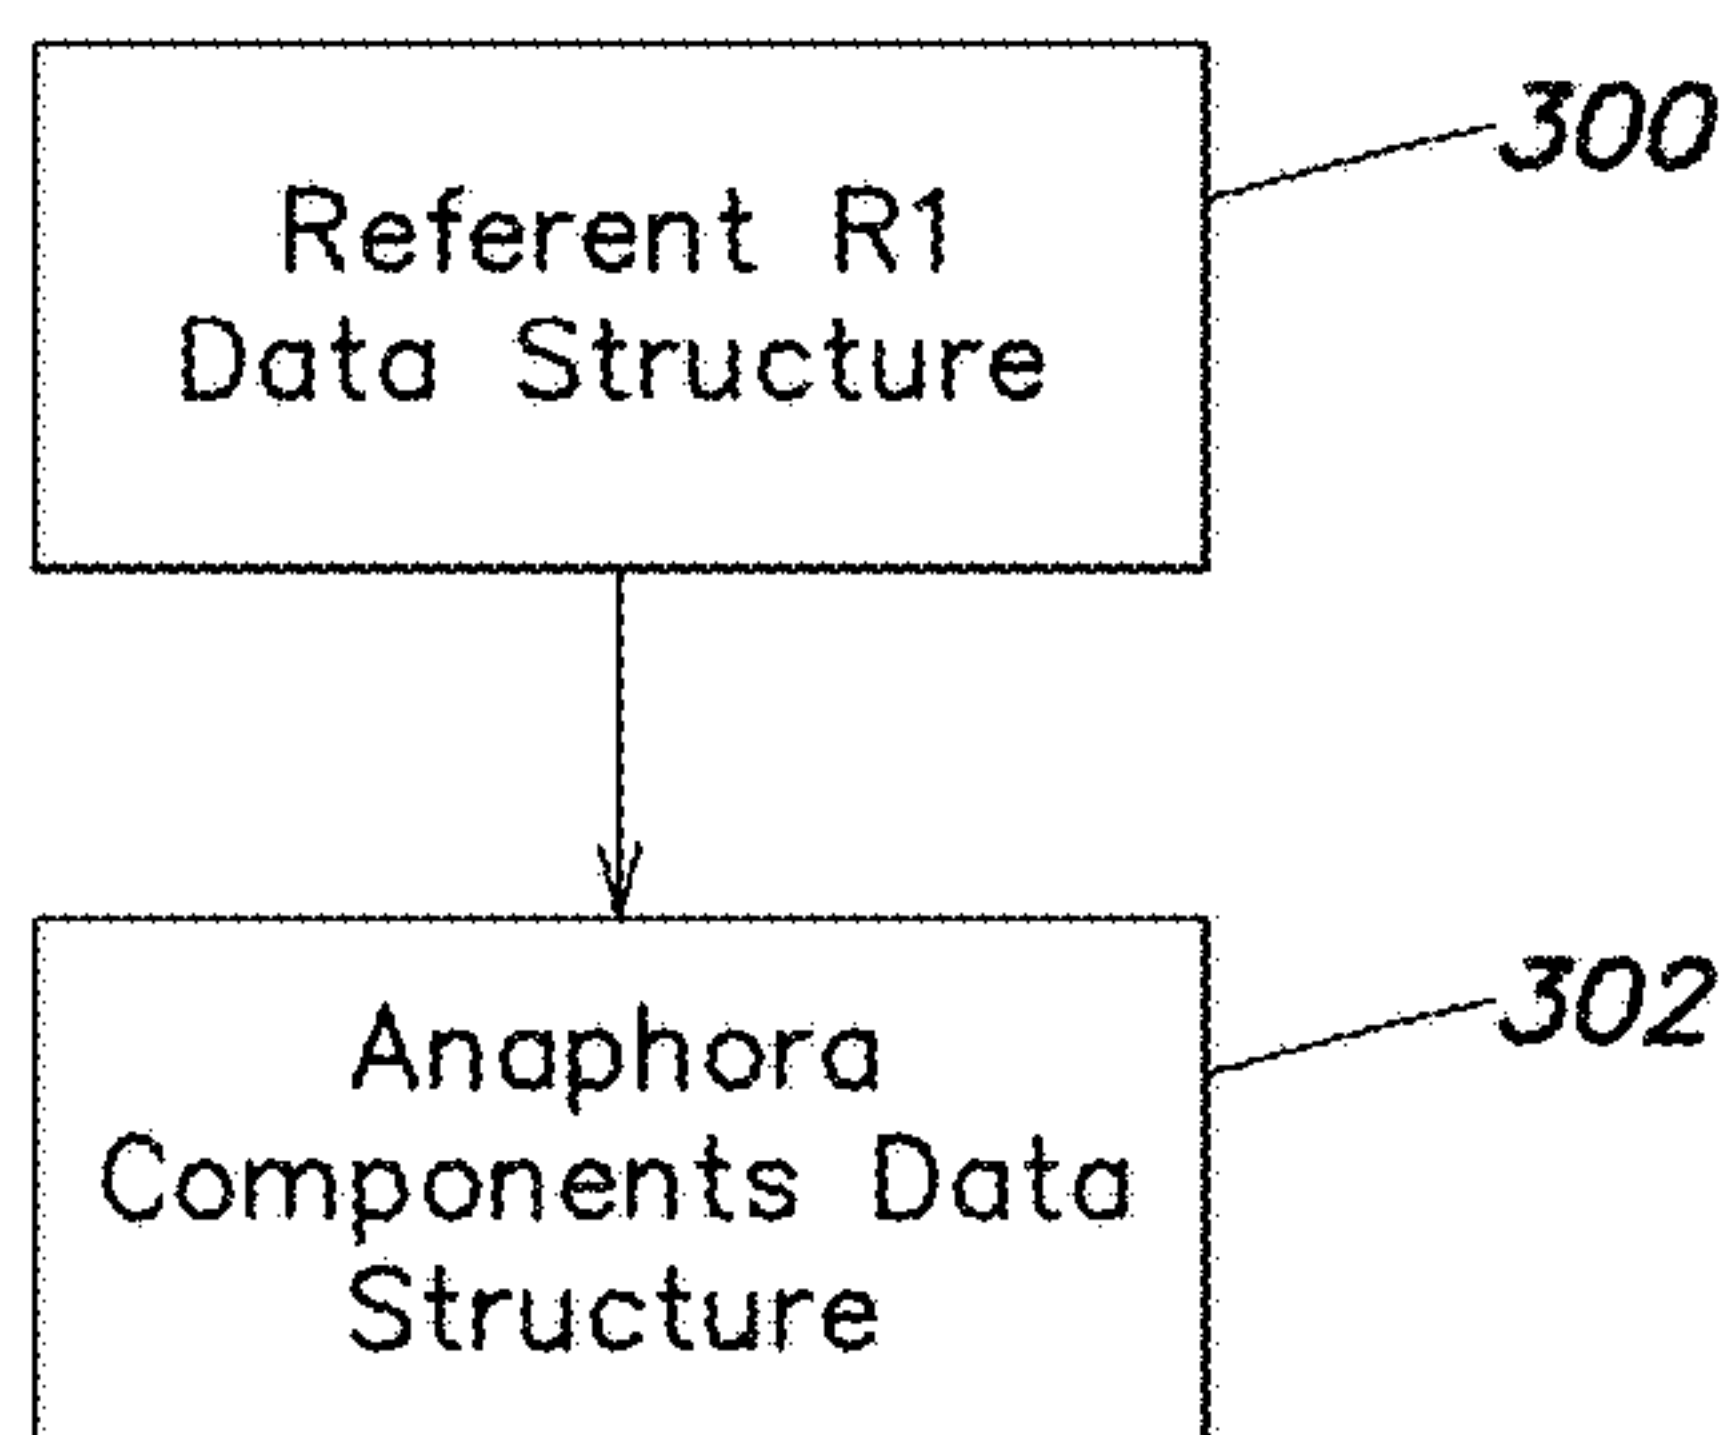 300
Referent R1
Data Structure
302
Anaphora
Components Data
Structure